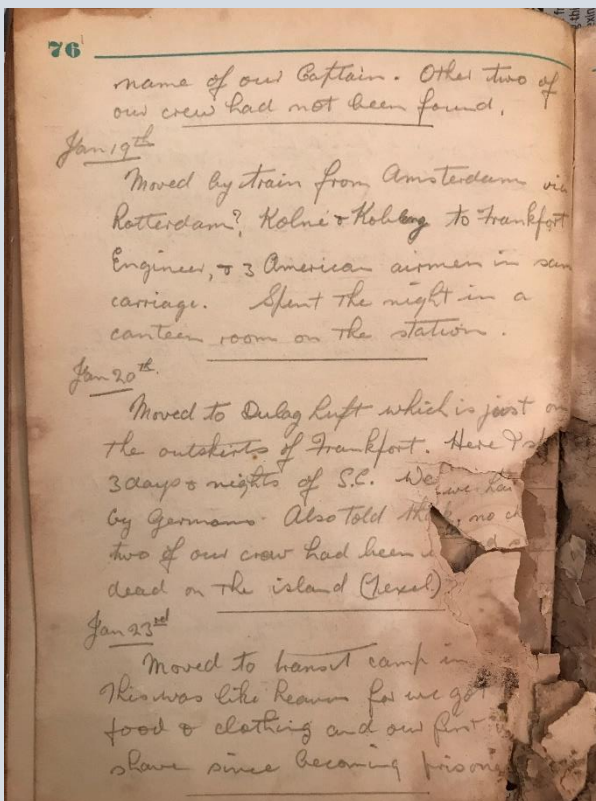 76
name of our Captain. Other two of
our crew had not been found.
Jan 19th
Moved by train from Amsterdam via
Rotterdam?, Kolne & to Frankfort
Engineer, & 3 American airmen in
carriage. Spent the night in a
canteen room on the station.
Jan 20th.
Moved to Dulag Luft which is just
the outskirts of Frankfort. Here I
3 days & nights of S.C. We
by Germans. Also told no
two of our crew had been
dead on the island (Texel)
Jan 23rd
Moved to transit camp in
This was like heaven for we got
food & clothing and our first
shave since becoming